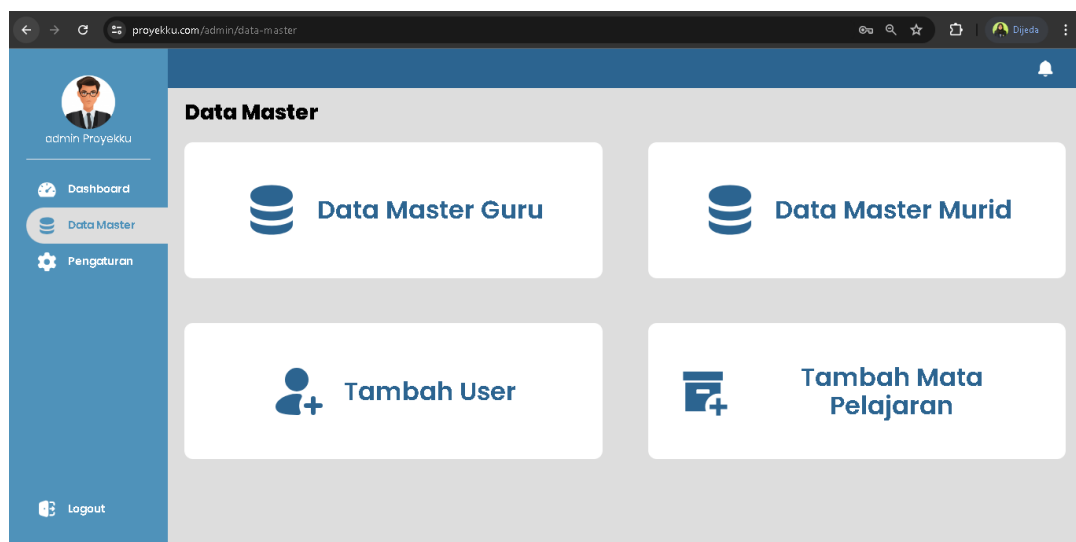 proyekku.com/admin/data-master
Dijeda
admin Proyekku
Dashboard
Data Master
Pengaturan
Logout
Data Master
Data Master Guru
Data Master Murid
Tambah User
Tambah Mata
Pelajaran